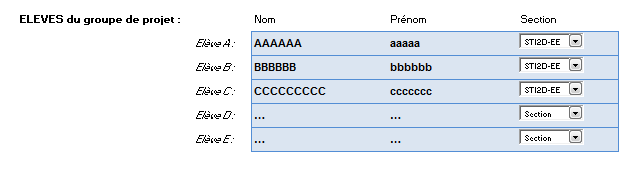 ELEVES du groupe de projet : Nom Prénom Section
Elève A : AAAAAA aaaaa STI2D-EE
Elève B : BBBBBB bbbbbb STI2D-EE
Elève C : CCCCCCCCC ccccccc STI2D-EE
Elève D : ... ... Section
Elève E : ... ... Section